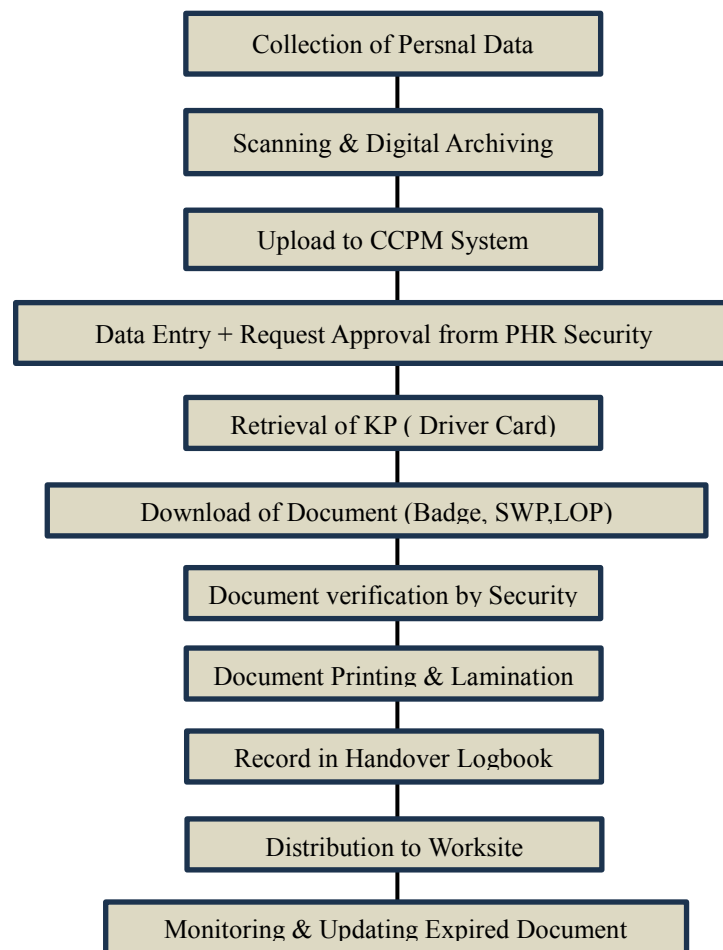 Collection of Persnal Data
Scanning & Digital Archiving
Upload to CCPM System
Data Entry + Request Approval frorm PHR Security
Retrieval of KP ( Driver Card)
Download of Document (Badge, SWP,LOP)
Document verification by Security
Document Printing & Lamination
Record in Handover Logbook
Distribution to Worksite
Monitoring & Updating Expired Document